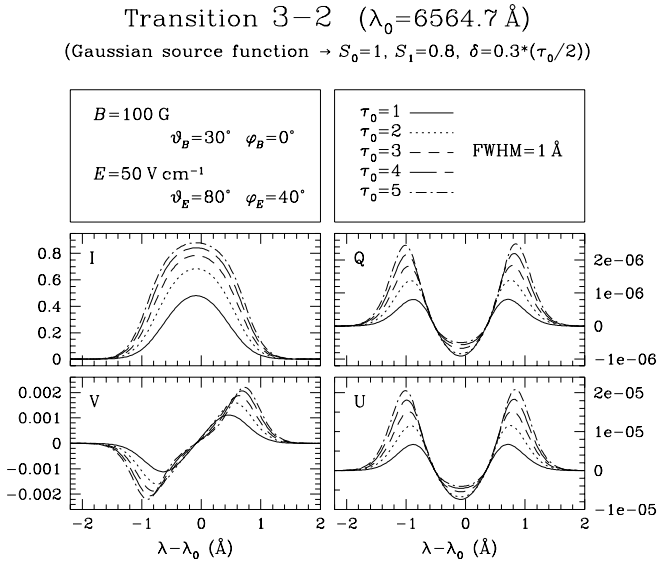 Transition 3−2 (λ₀=6564.7 Å)
(Gaussian source function → S₀=1, S₁=0.8, δ=0.3*(τ₀/2))
B=100 G
ϑ_B=30° φ_B=0°
E=50 V cm⁻¹
ϑ_E=80° φ_E=40°
τ₀=1
τ₀=2
τ₀=3 FWHM=1 Å
τ₀=4
τ₀=5
I
0.8
0.6
0.4
0.2
0
Q
2e−06
1e−06
0
−1e−06
V
0.002
0.001
0
−0.001
−0.002
U
2e−05
1e−05
0
−1e−05
−2 −1 0 1 2
−2 −1 0 1 2
λ−λ₀ (Å)
λ−λ₀ (Å)